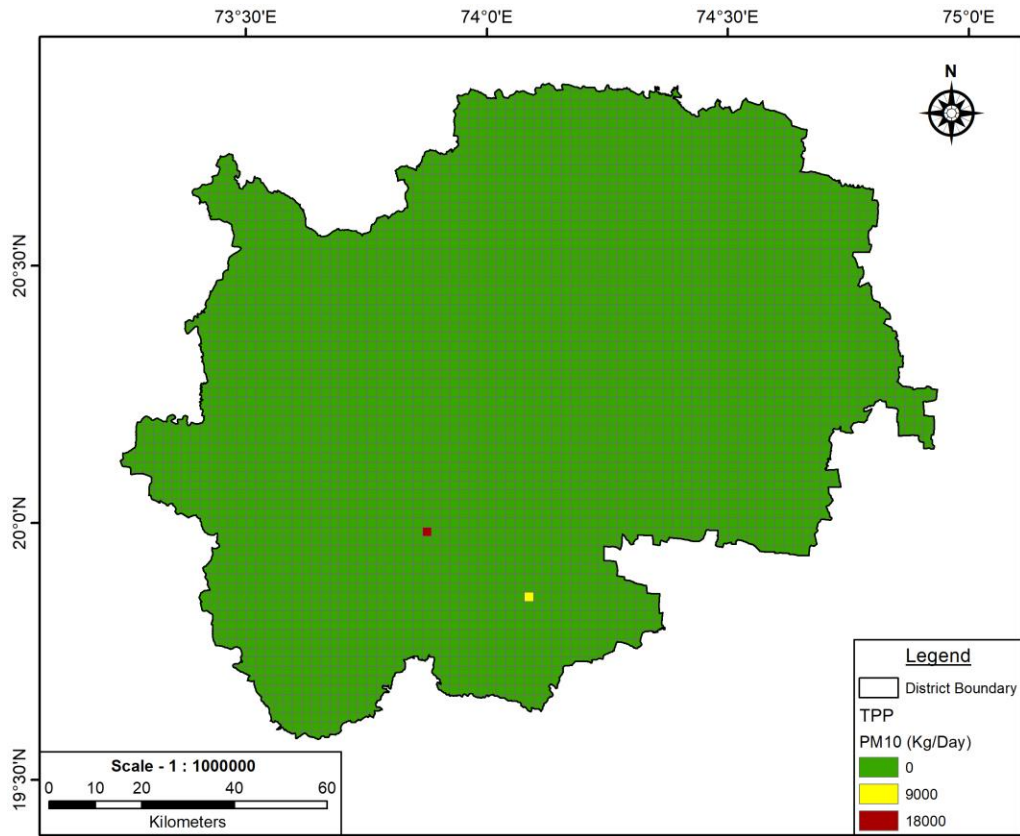 73°30'E 74°0'E 74°30'E 75°0'E
N
20°30'N
20°0'N
19°30'N
Legend
District Boundary
TPP
PM10 (Kg/Day)
0
9000
18000
Scale - 1 : 1000000
0 10 20 40 60
Kilometers